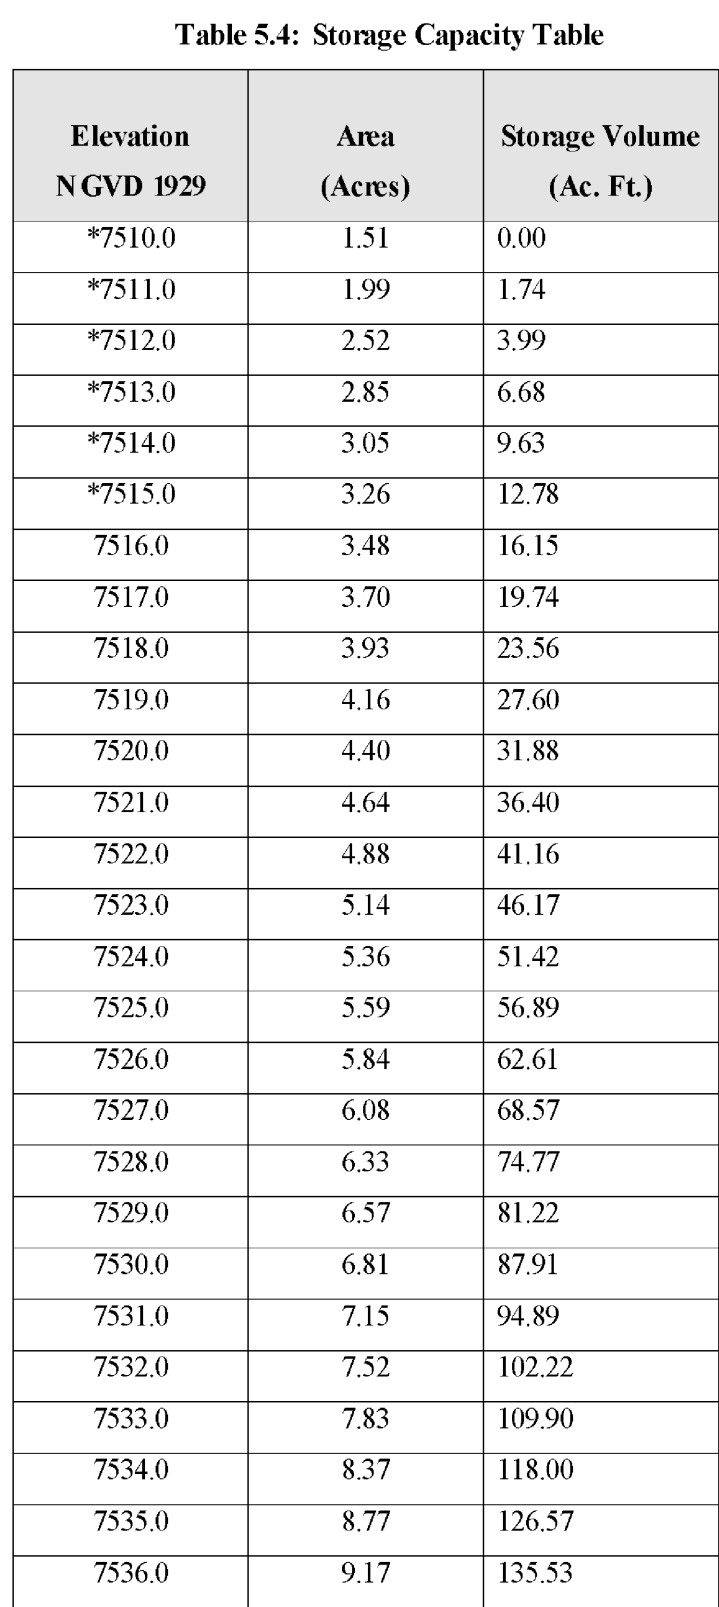 Table 5.4: Storage Capacity Table
Elevation Area Storage Volume
NGVD 1929 (Acres) (Ac. Ft.)
*7510.0 1.51 0.00
*7511.0 1.99 1.74
*7512.0 2.52 3.99
*7513.0 2.85 6.68
*7514.0 3.05 9.63
*7515.0 3.26 12.78
7516.0 3.48 16.15
7517.0 3.70 19.74
7518.0 3.93 23.56
7519.0 4.16 27.60
7520.0 4.40 31.88
7521.0 4.64 36.40
7522.0 4.88 41.16
7523.0 5.14 46.17
7524.0 5.36 51.42
7525.0 5.59 56.89
7526.0 5.84 62.61
7527.0 6.08 68.57
7528.0 6.33 74.77
7529.0 6.57 81.22
7530.0 6.81 87.91
7531.0 7.15 94.89
7532.0 7.52 102.22
7533.0 7.83 109.90
7534.0 8.37 118.00
7535.0 8.77 126.57
7536.0 9.17 135.53